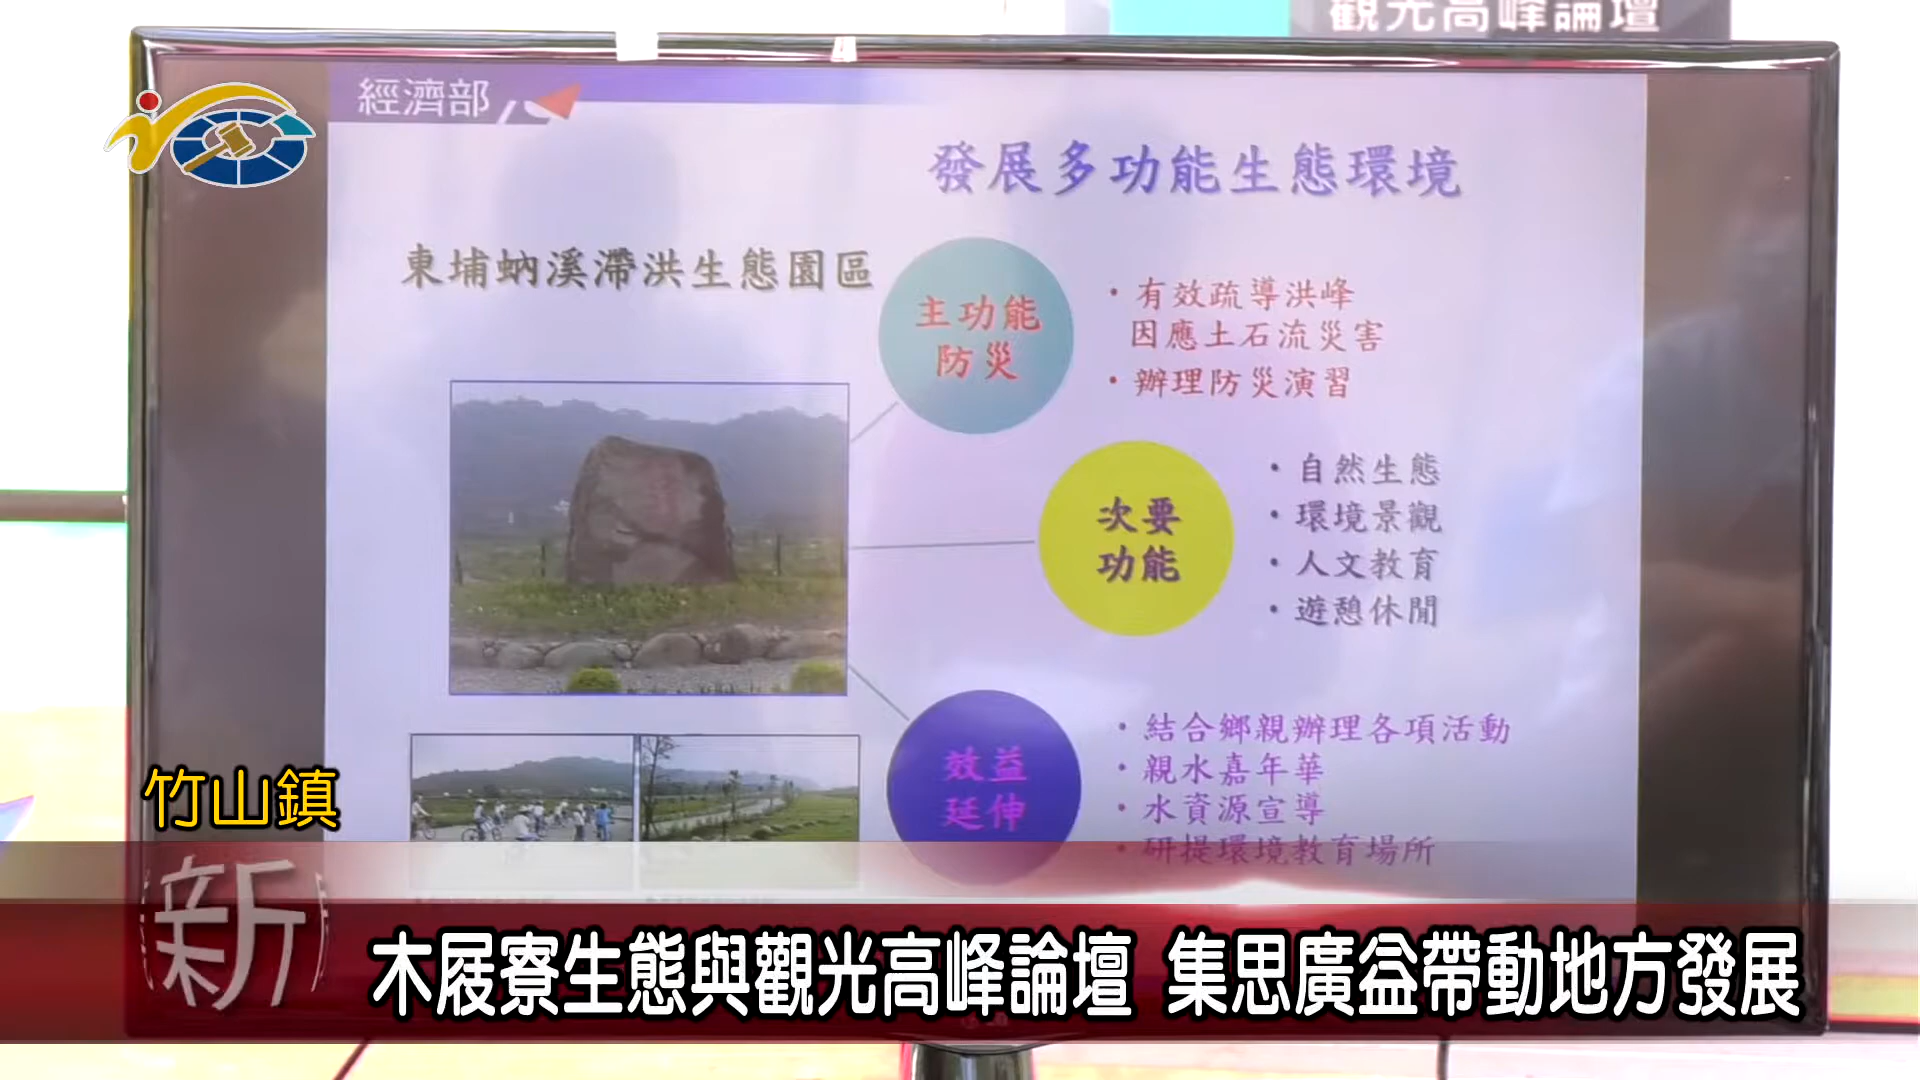 觀光高峰論壇
經濟部
發展多功能生態環境
東埔蚋溪滯洪生態園區
主功能
防災
• 有效疏導洪峰
因應土石流災害
• 辦理防災演習
次要
功能
• 自然生態
• 環境景觀
• 人文教育
• 遊憩休閒
效益
延伸
• 結合鄉親辦理各項活動
• 親水嘉年華
• 水資源宣導
• 研提環境教育場所
竹山鎮
新
木屐寮生態與觀光高峰論壇 集思廣益帶動地方發展